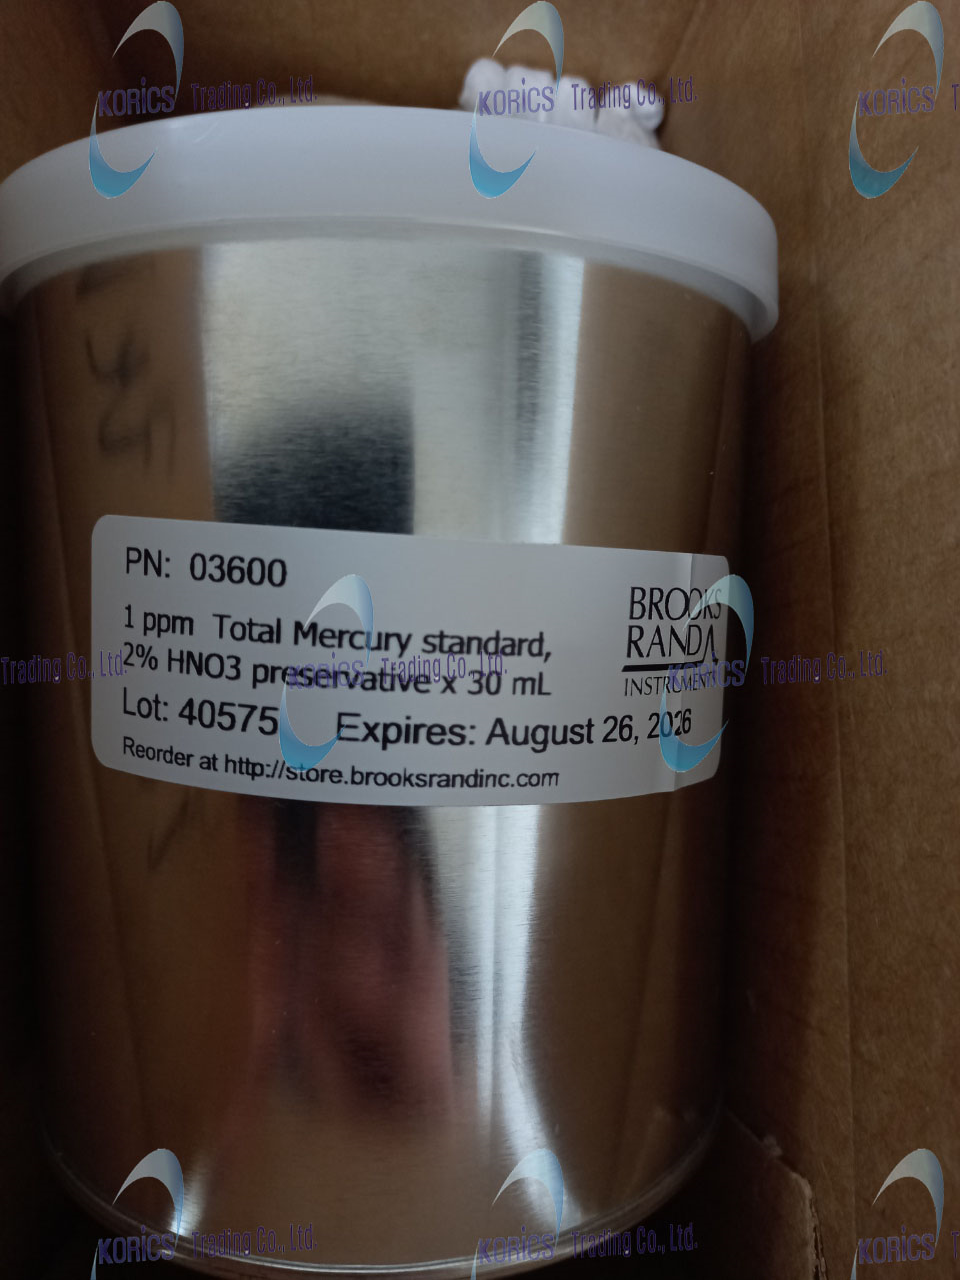 KORICS Trading Co., Ltd.
KORICS Trading Co., Ltd.
KORICS
PN: 03600
1 ppm Total Mercury standard,
2% HNO3 preservative x 30 mL
Lot: 40575 Expires: August 26, 2026
Reorder at http://store.brooksrandinc.com
BROOKS
RAND
INSTRUMENTS
Trading Co., Ltd.
KORICS Trading Co., Ltd.
KORICS Trading Co., Ltd.
KORICS Trading Co., Ltd.
KORICS Trading Co., Ltd.
KORICS